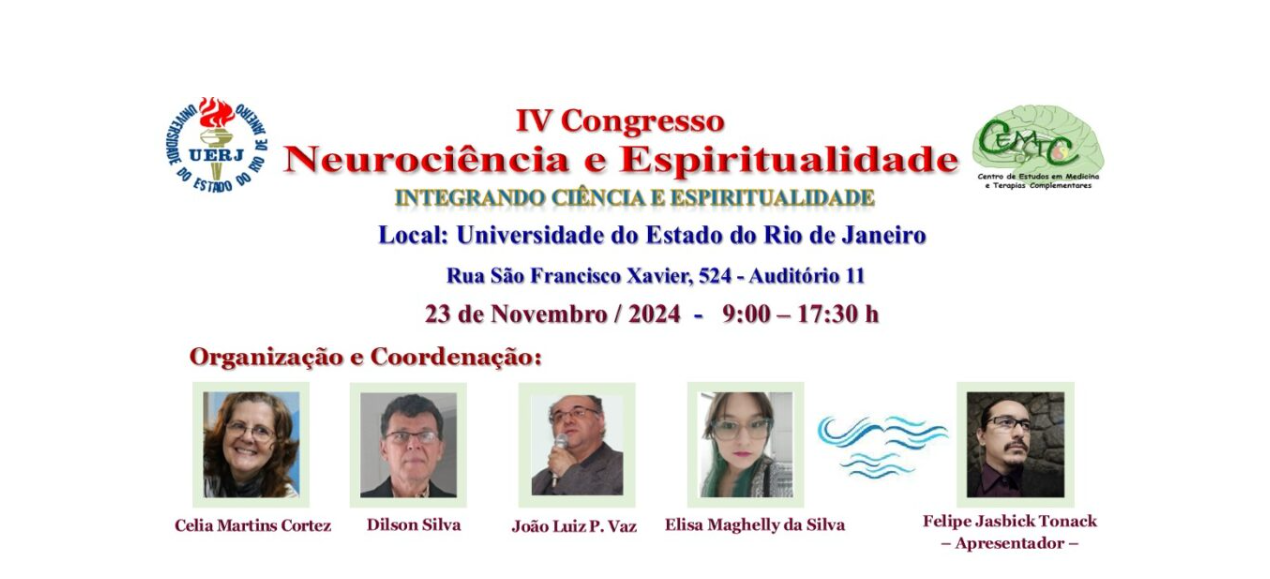 IV Congresso
Neurociência e Espiritualidade
INTEGRANDO CIÊNCIA E ESPIRITUALIDADE
Local: Universidade do Estado do Rio de Janeiro
Rua São Francisco Xavier, 524 - Auditório 11
23 de Novembro / 2024 - 9:00 – 17:30 h
UNIVERSIDADE DO ESTADO DO RIO DE JANEIRO
UERJ
CEMTC
Centro de Estudos em Medicina
e Terapias Complementares
Organização e Coordenação:
Celia Martins Cortez
Dilson Silva
João Luiz P. Vaz
Elisa Maghelly da Silva
Felipe Jasbick Tonack
– Apresentador –